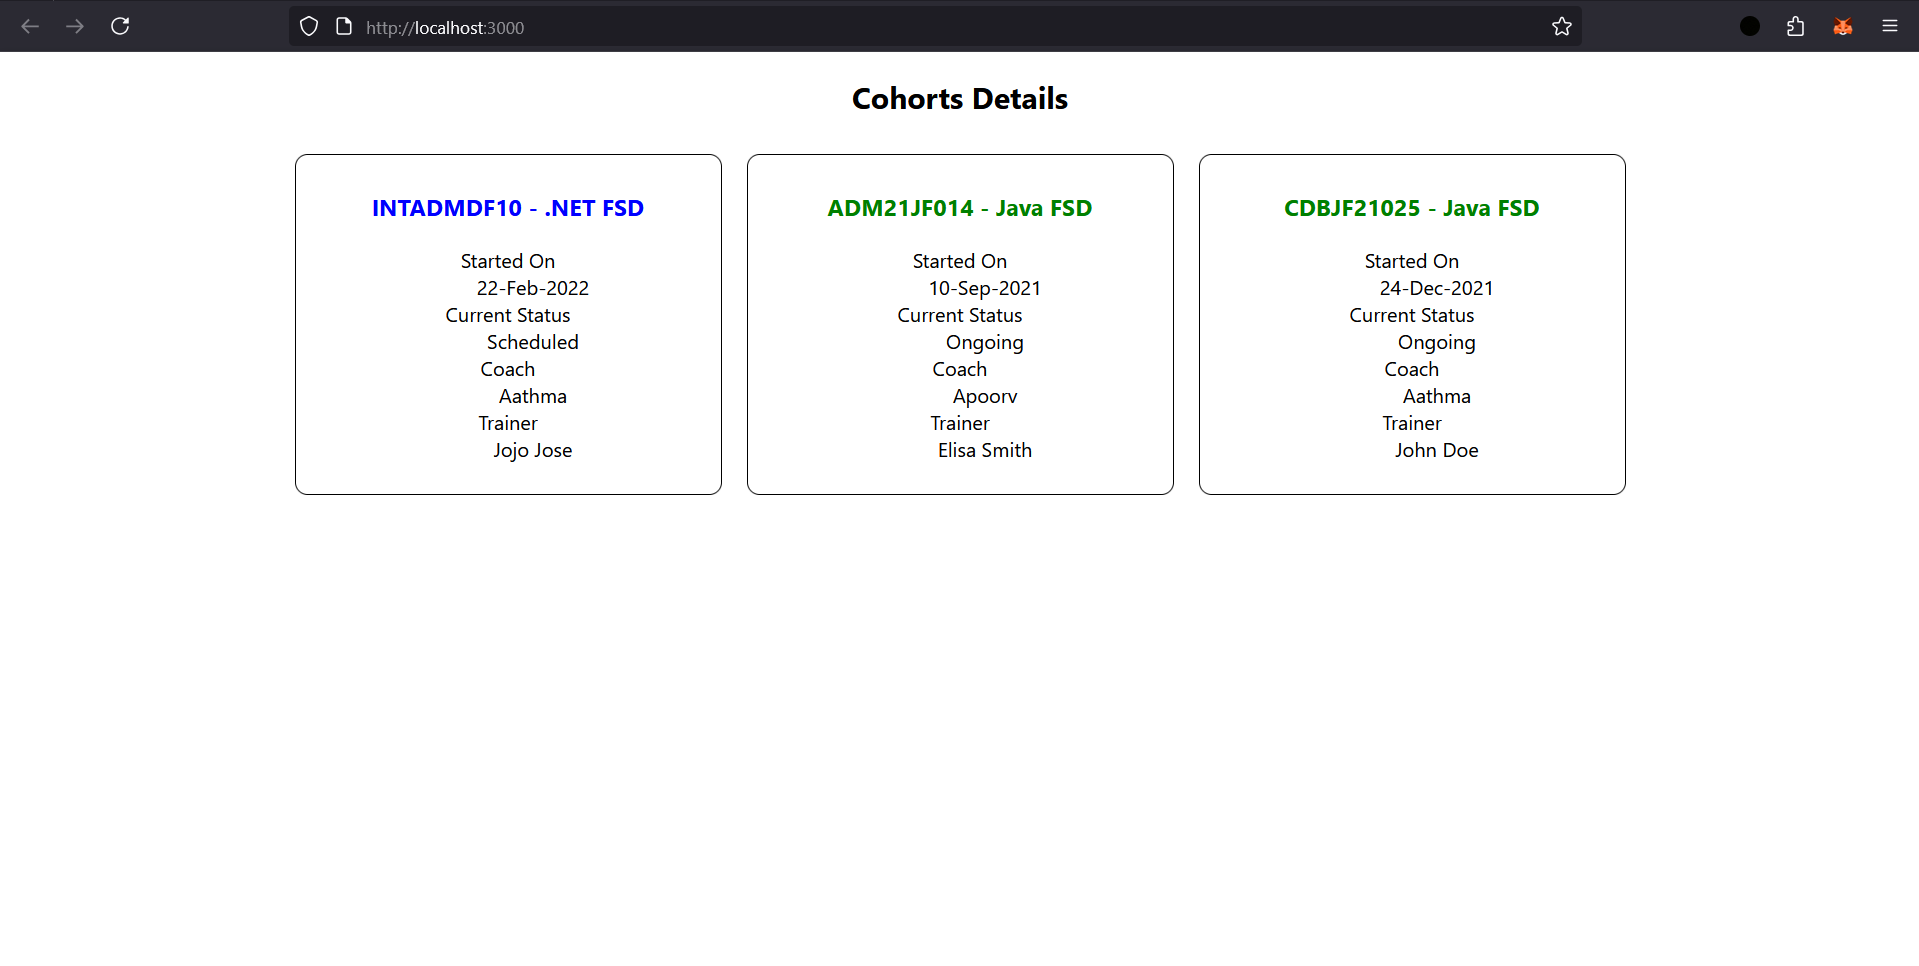 http://localhost:3000
Cohorts Details
INTADMDF10 - .NET FSD
Started On
22-Feb-2022
Current Status
Scheduled
Coach
Aathma
Trainer
Jojo Jose
ADM21JF014 - Java FSD
Started On
10-Sep-2021
Current Status
Ongoing
Coach
Apoorv
Trainer
Elisa Smith
CDBJF21025 - Java FSD
Started On
24-Dec-2021
Current Status
Ongoing
Coach
Aathma
Trainer
John Doe